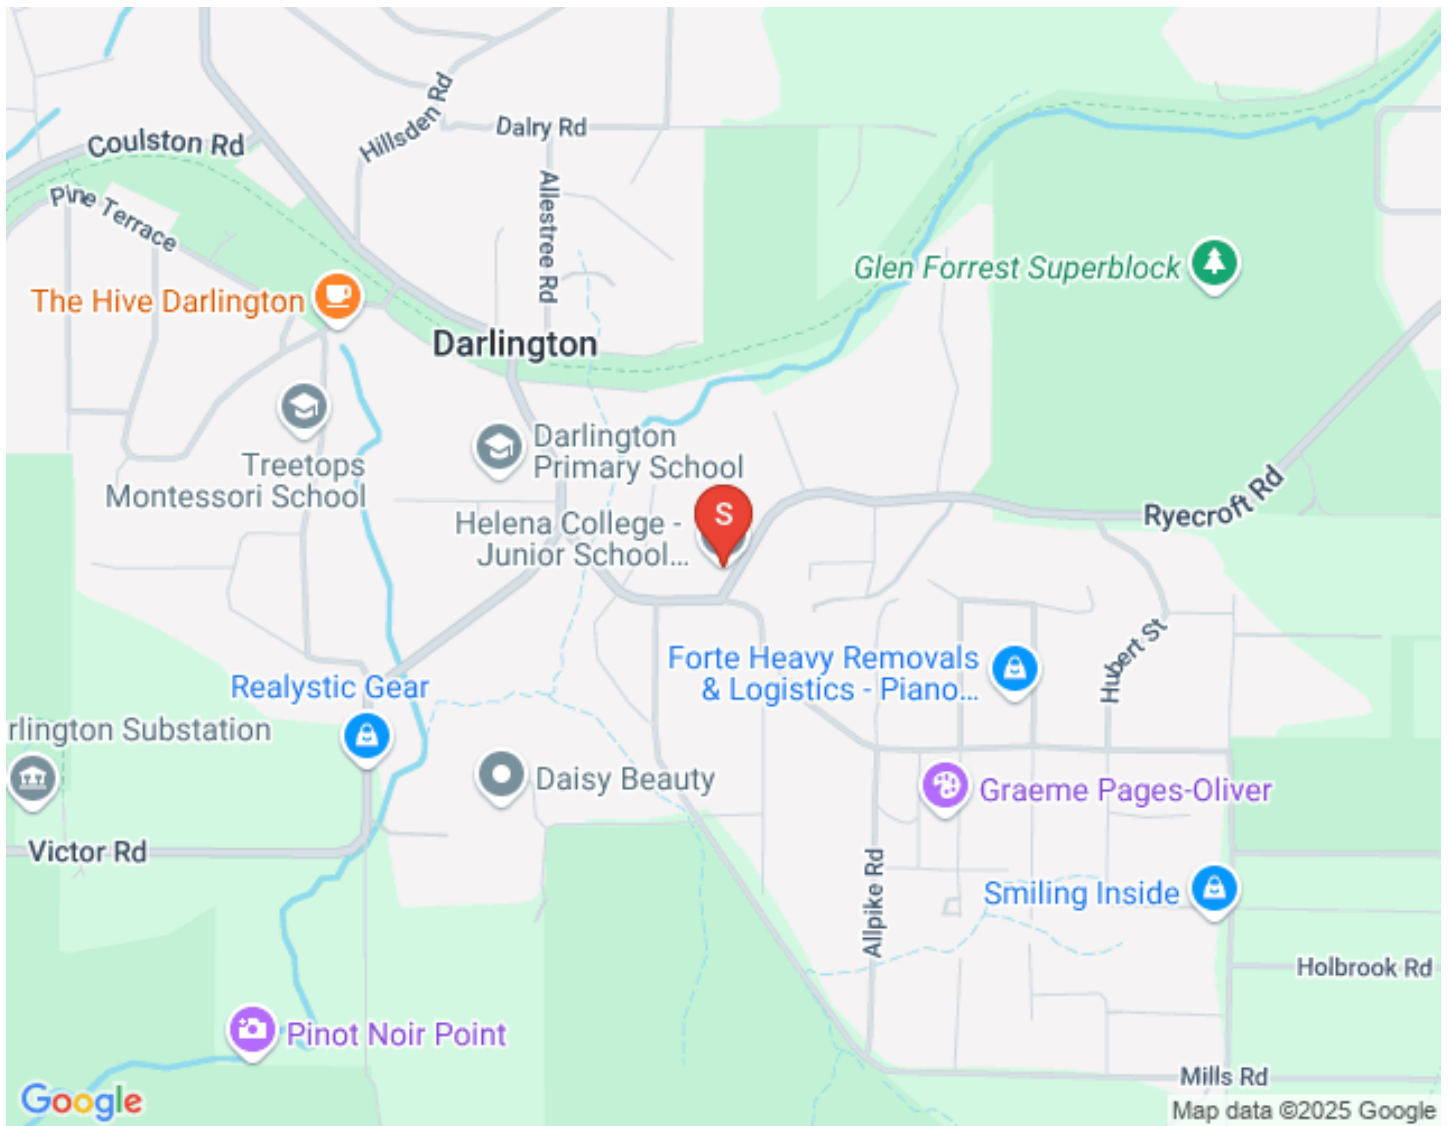 Hillsden Rd
Dalry Rd
Coulston Rd
Pine Terrace
Allestree Rd
Glen Forrest Superblock
The Hive Darlington
Darlington
Darlington
Primary School
Treetops
Montessori School
S
Helena College -
Junior School...
Ryecroft Rd
Forte Heavy Removals
& Logistics - Piano...
Hubert St
Realystic Gear
rlington Substation
Daisy Beauty
Graeme Pages-Oliver
Victor Rd
Allpike Rd
Smiling Inside
Holbrook Rd
Pinot Noir Point
Mills Rd
Google
Map data ©2025 Google